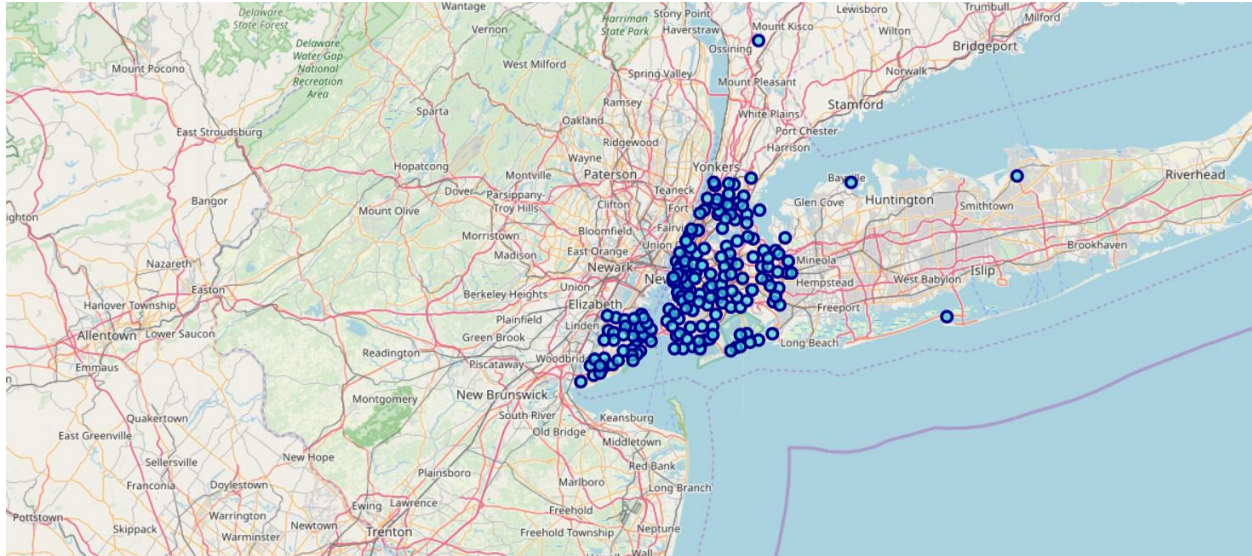 Wantage
Vernon
Delaware
State Forest
Delaware
Water Gap
National
Recreation
Area
Mount Pocono
East Stroudsburg
Sparta
West Milford
Harriman
State Park
Stony Point
Haverstraw
Mount Kisco
Ossining
Lewisboro
Wilton
Trumbull
Milford
Bridgeport
Norwalk
Stamford
Spring Valley
Mount Pleasant
White Plains
Port Chester
Harrison
Ramsey
Oakland
Ridgewood
Wayne
Paterson
Yonkers
Hopatcong
Dover
Montville
Parsippany-
Troy Hills
Teaneck
Fort
Clifton
Bangor
Mount Olive
Glen Cove
Huntington
Smithtown
Riverhead
Morristown
Madison
Bloomfield
East Orange
Newark
Union
Union
Nazareth
Easton
Berkeley Heights
Elizabeth
Linden
Mineola
Hempstead
Freeport
Long Beach
West Babylon
Islip
Brookhaven
Hanover Township
Allentown
Lower Saucon
Emmaus
Plainfield
Green Brook
Readington
Piscataway
New Brunswick
South River
Old Bridge
Keansburg
Middletown
Montgomery
Quakertown
East Greenville
Sellersville
New Hope
Red Bank
Plainsboro
Marlboro
Long Branch
Franconia
Doylestown
Pottstown
Skippack
Warrington
Newtown
Warminster
Ewing
Lawrence
Trenton
Freehold
Freehold Township
Neptune
Wall